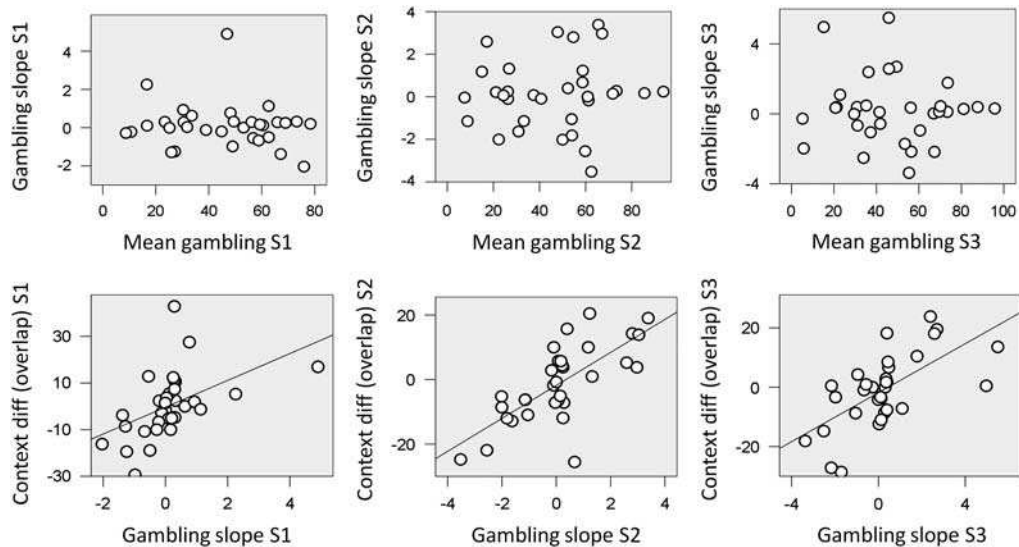 Gambling slope S1
4
2
0
-2
0 20 40 60 80
Mean gambling S1
Gambling slope S2
4
2
0
-2
-4
0 20 40 60 80
Mean gambling S2
Gambling slope S3
4
0
-4
0 20 40 60 80 100
Mean gambling S3
Context diff (overlap) S1
30
10
-10
-30
-2 0 2 4
Gambling slope S1
Context diff (overlap) S2
20
0
-20
-4 -2 0 2 4
Gambling slope S2
Context diff (overlap) S3
20
0
-20
-4 0 4
Gambling slope S3